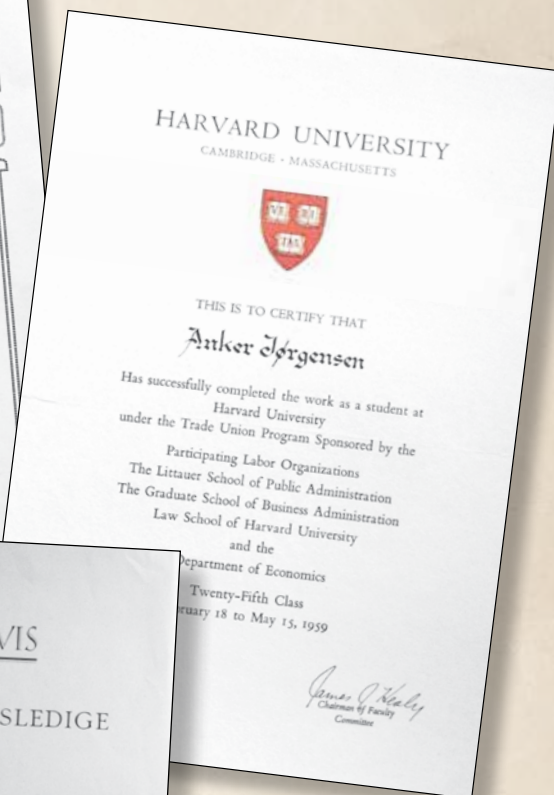 HARVARD UNIVERSITY
CAMBRIDGE · MASSACHUSETTS
VE RI
TAS
THIS IS TO CERTIFY THAT
Anker Jørgensen
Has successfully completed the work as a student at
Harvard University
under the Trade Union Program Sponsored by the
Participating Labor Organizations
The Littauer School of Public Administration
The Graduate School of Business Administration
Law School of Harvard University
and the
Department of Economics
Twenty-Fifth Class
ruary 18 to May 15, 1959
James J Healy
Chairman of Faculty
Committee
VIS
SLEDIGE